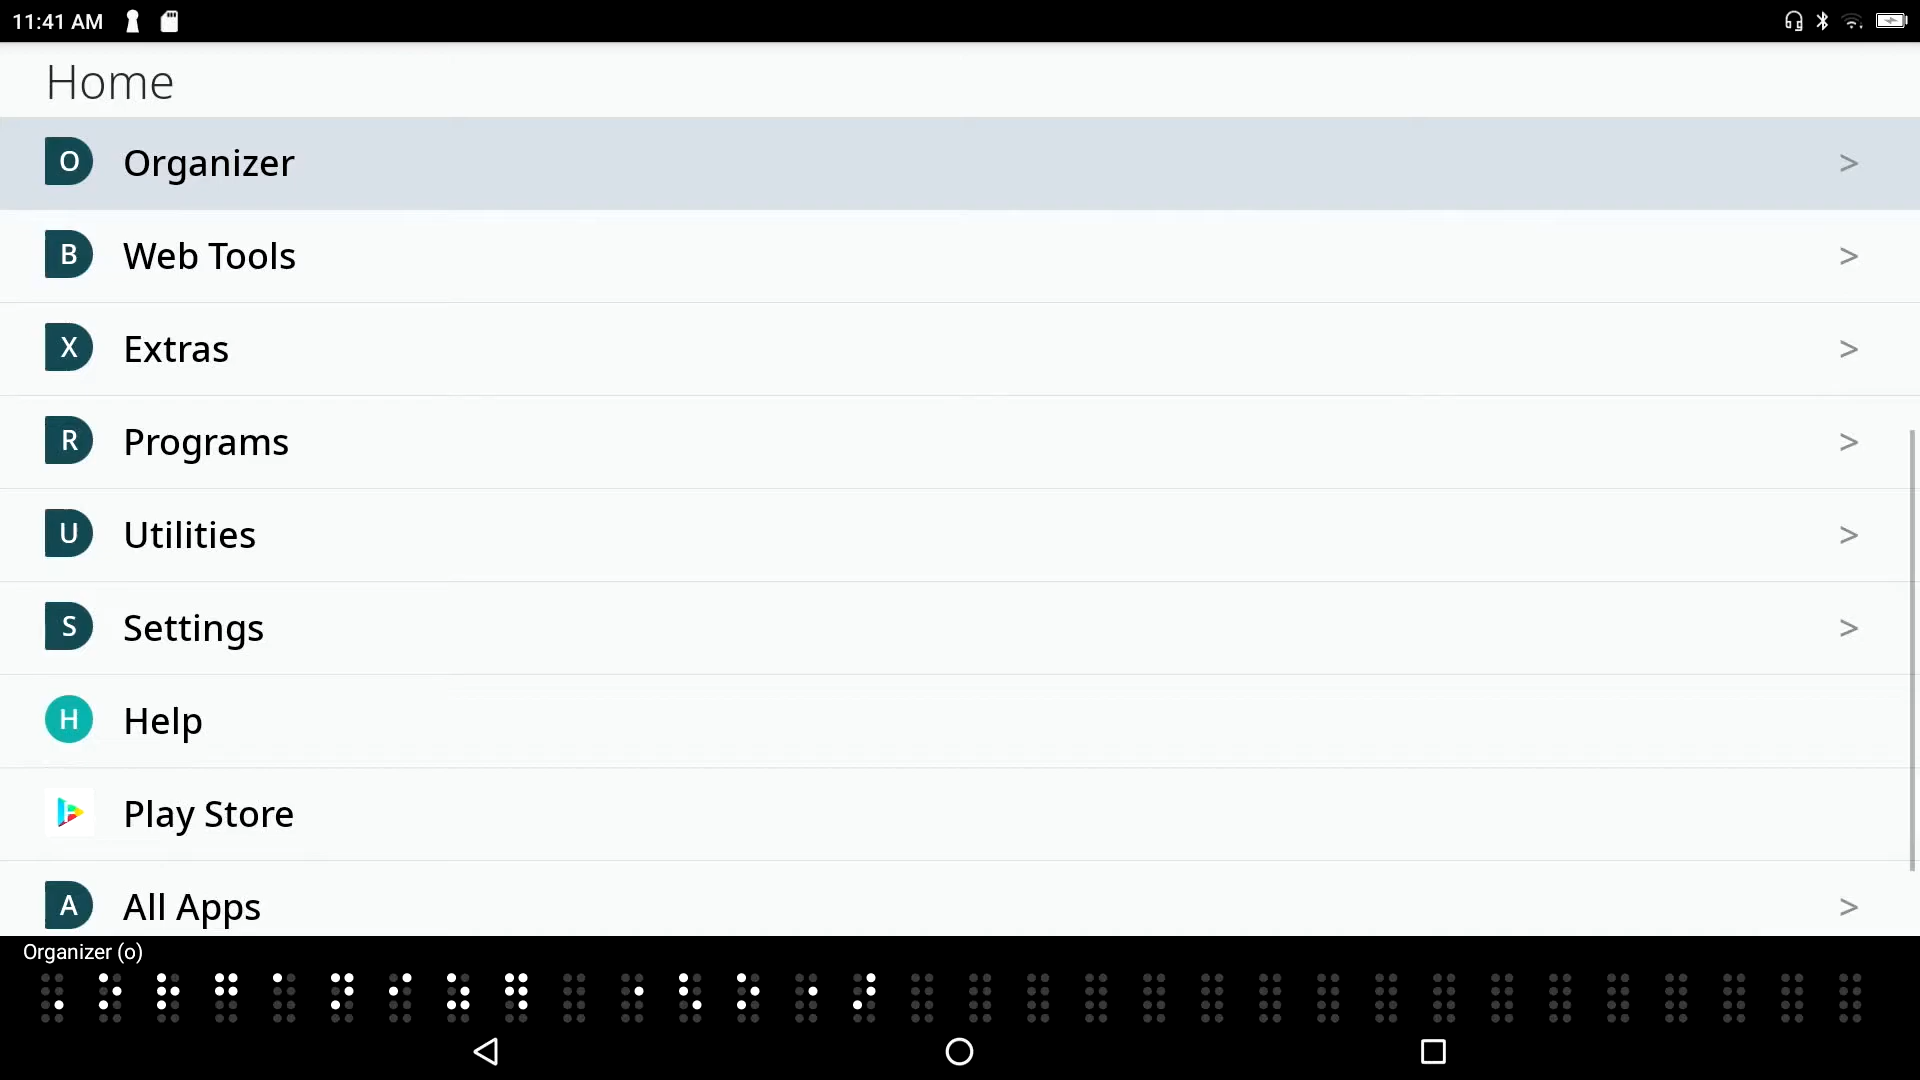 11:41 AM
Home
O Organizer >
B Web Tools >
X Extras >
R Programs >
U Utilities >
S Settings >
H Help
Play Store
A All Apps >
Organizer (o)